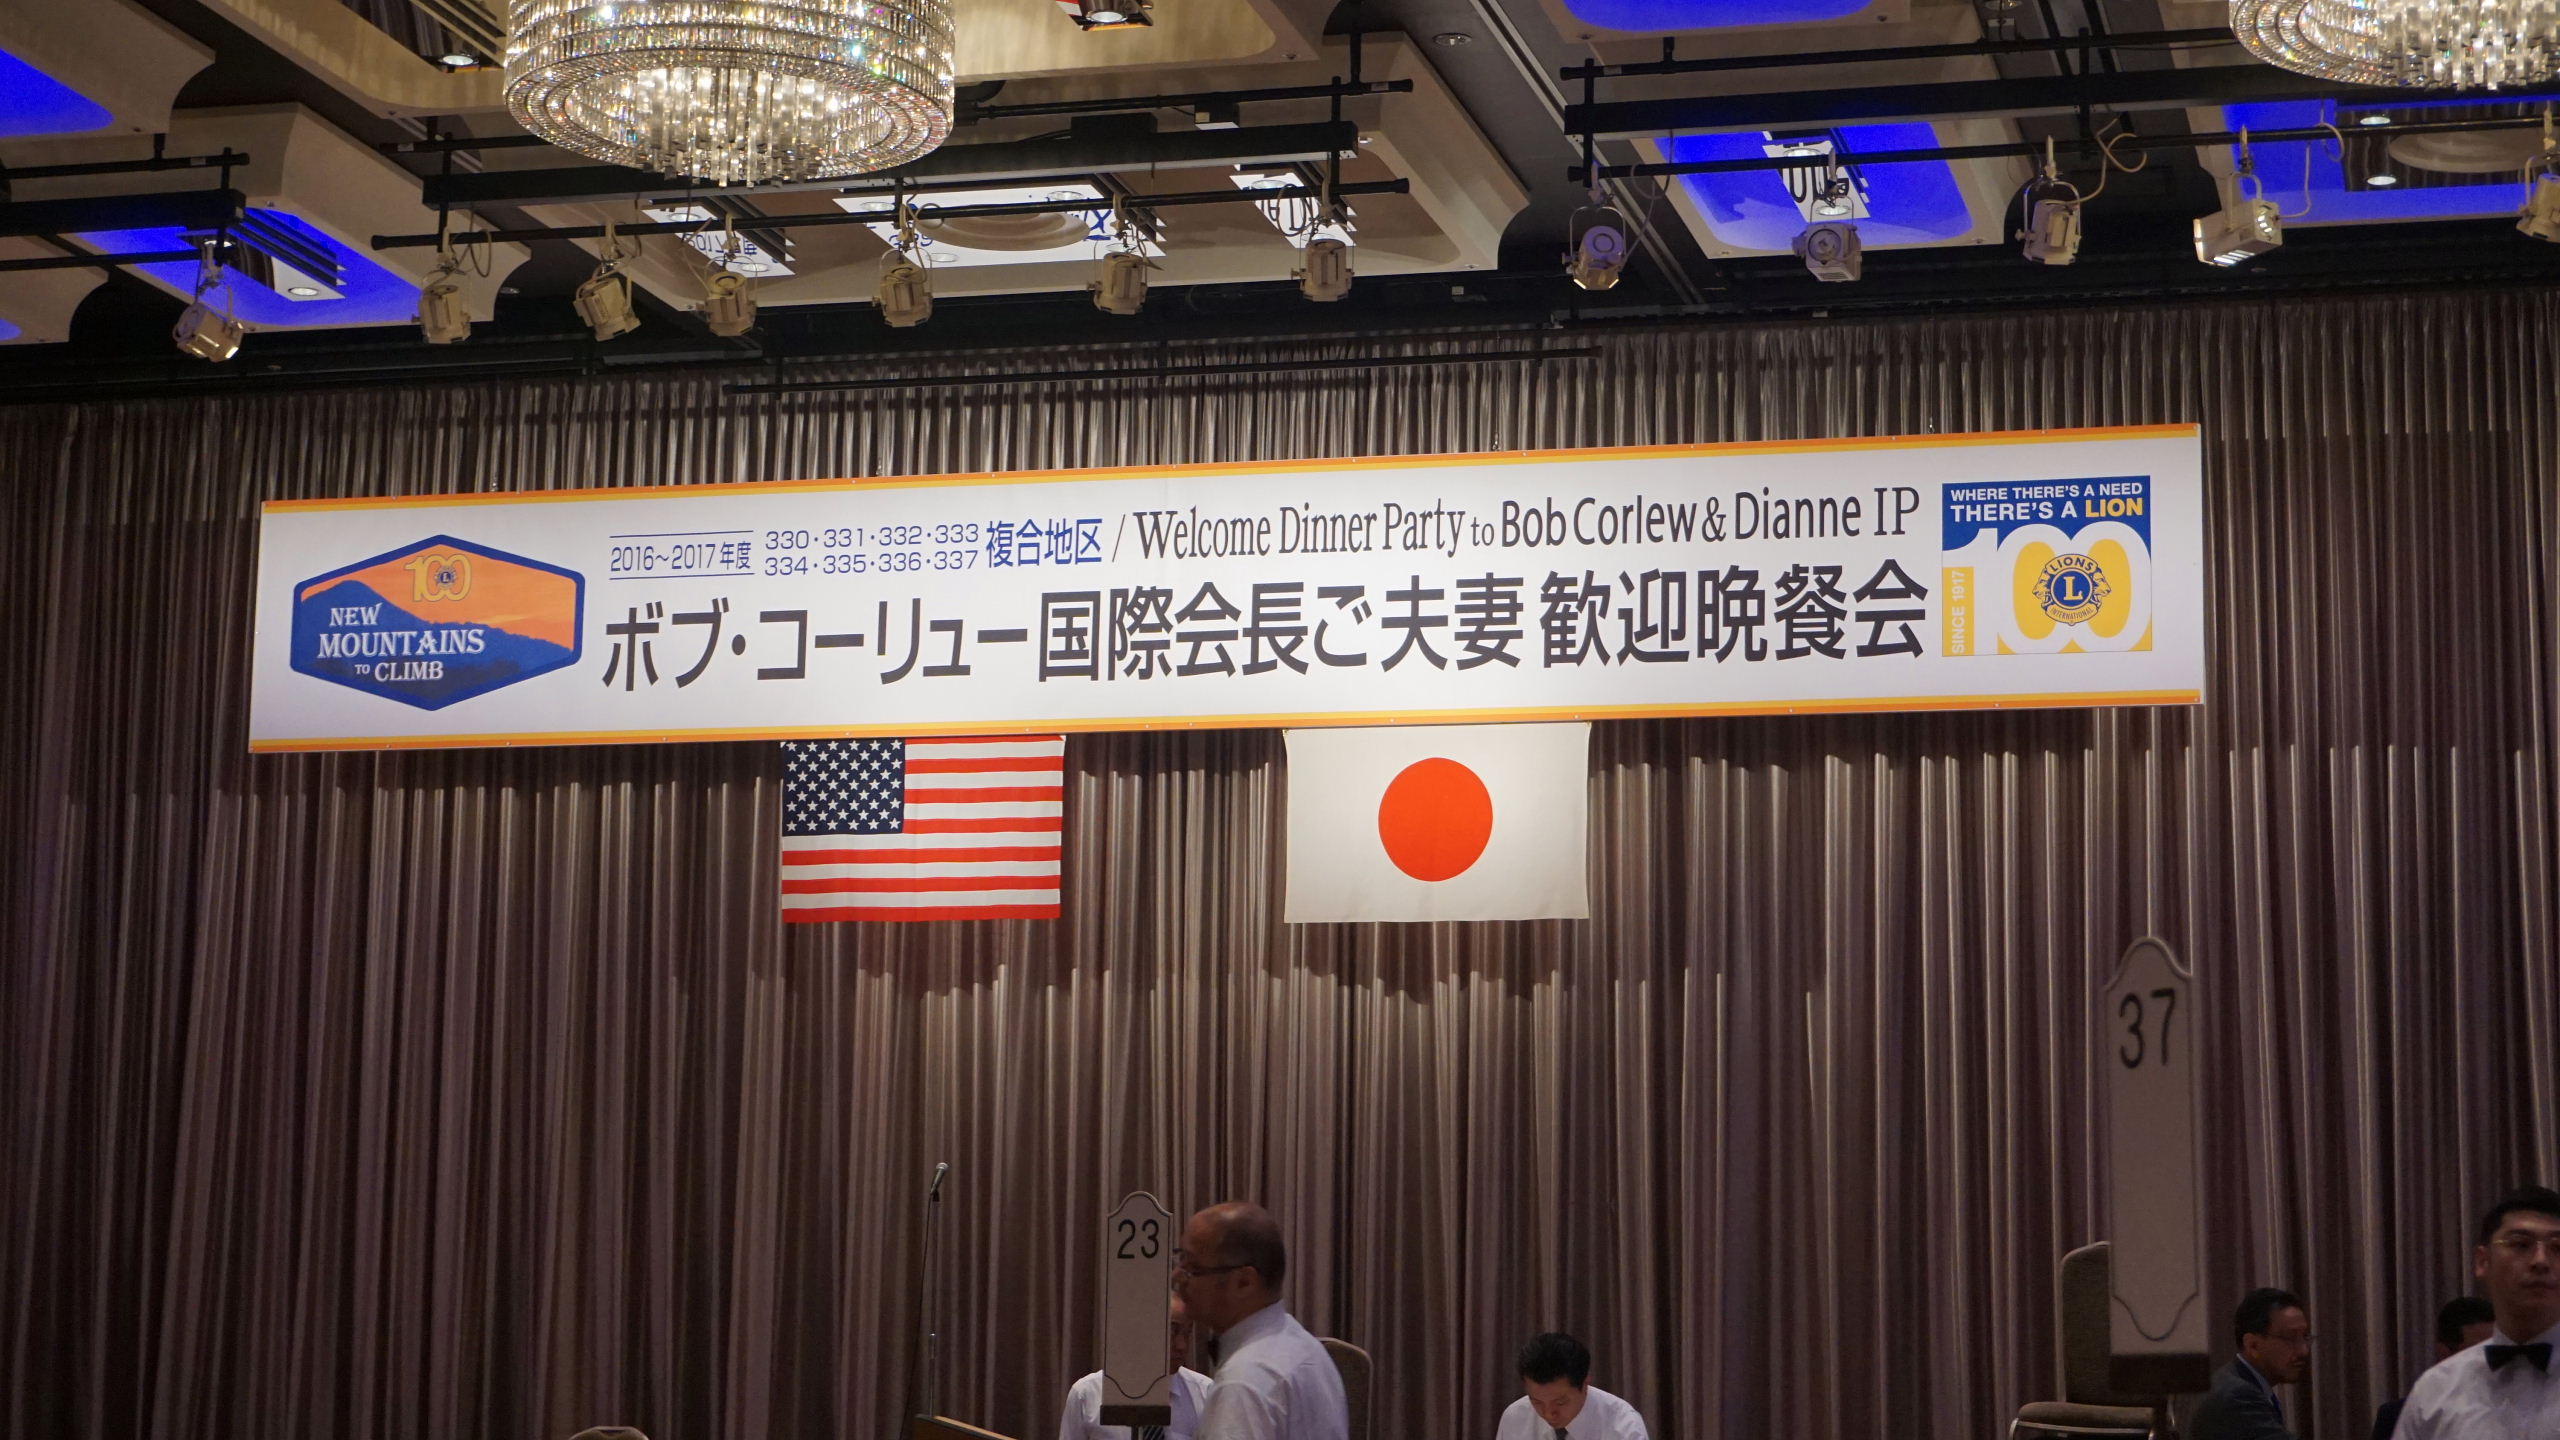 NEW
MOUNTAINS
TO CLIMB
100
2016~2017年度
330・331・332・333
334・335・336・337
複合地区 / Welcome Dinner Party to Bob Corlew & Dianne IP
ボブ・コーリュー国際会長ご夫妻 歓迎晩餐会
WHERE THERE'S A NEED
THERE'S A LION
100
SINCE 1917
LIONS
L
INTERNATIONAL
37
23